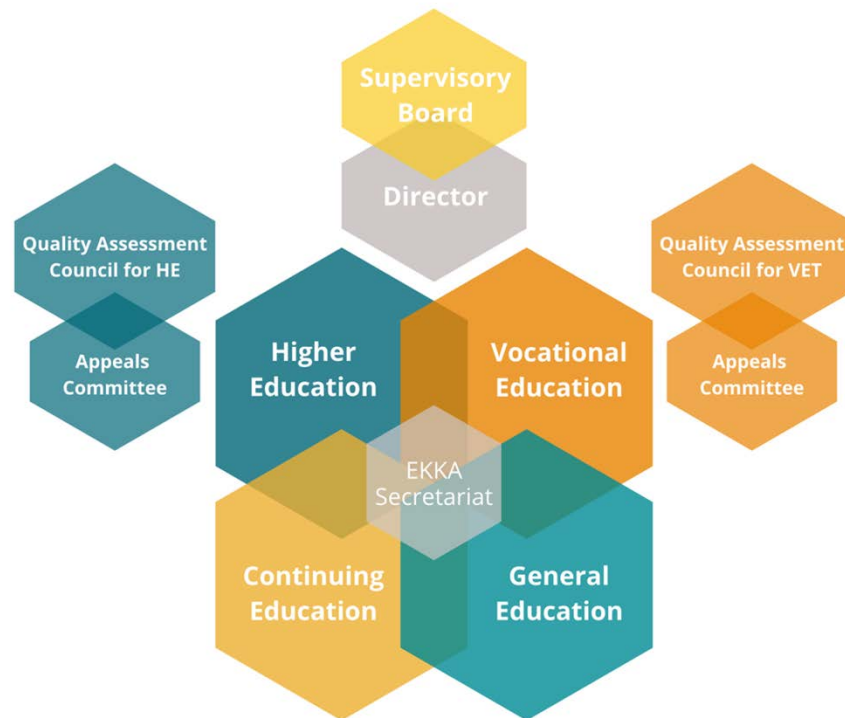 Supervisory
Board
Director
Quality Assessment
Council for HE
Appeals
Committee
Quality Assessment
Council for VET
Appeals
Committee
Higher
Education
Vocational
Education
EKKA
Secretariat
Continuing
Education
General
Education